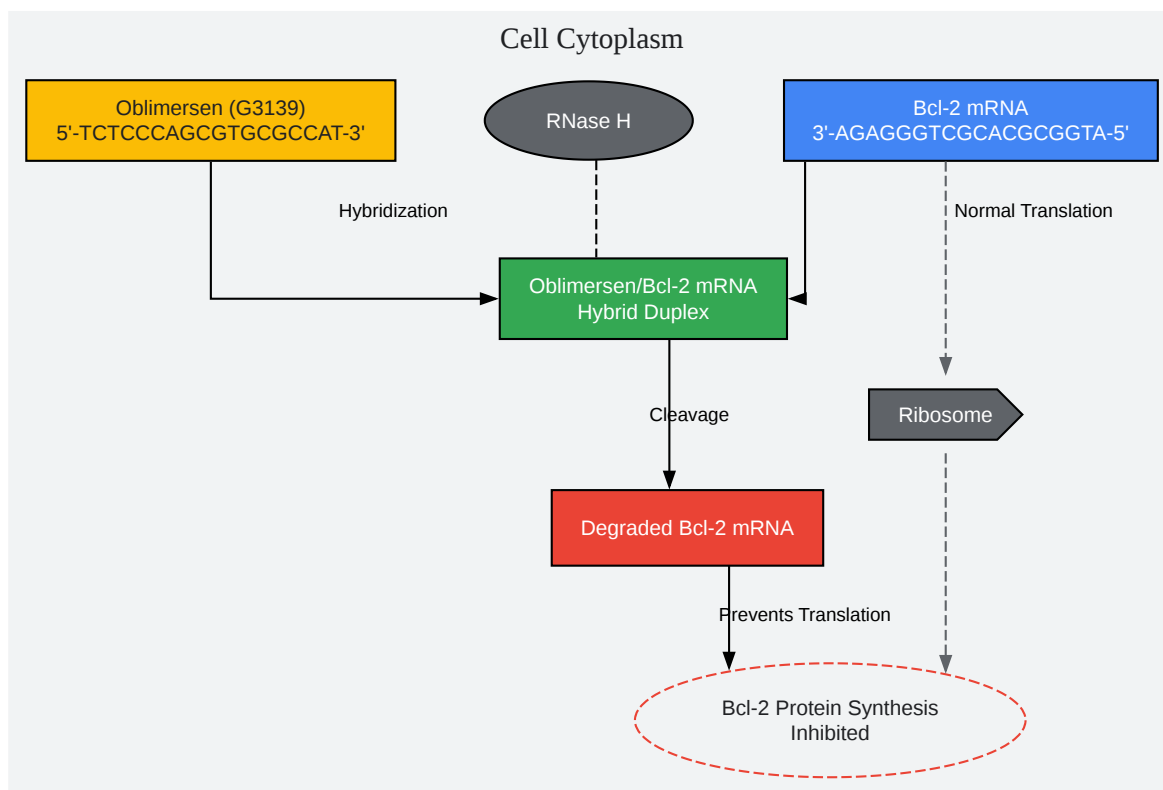 Cell Cytoplasm
Oblimersen (G3139)
5'-TCTCCCAGCGTGCGCCAT-3'
RNase H
Bcl-2 mRNA
3'-AGAGGGTCGCACGCGGTA-5'
Hybridization
Normal Translation
Oblimersen/Bcl-2 mRNA
Hybrid Duplex
Cleavage
Ribosome
Degraded Bcl-2 mRNA
Prevents Translation
Bcl-2 Protein Synthesis
Inhibited